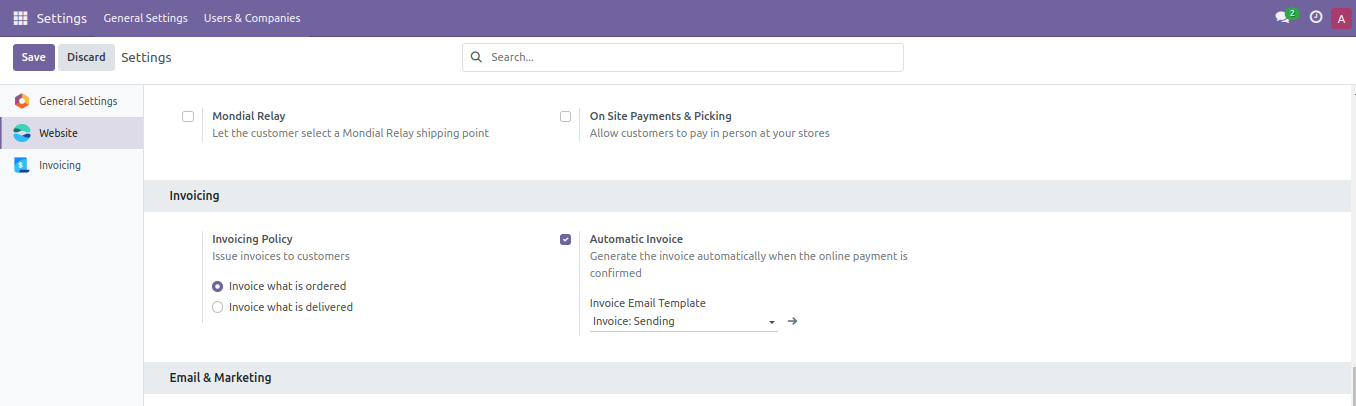 Settings General Settings Users & Companies 2 A
Save Discard Settings Search...
General Settings
Website
Invoicing
Mondial Relay
Let the customer select a Mondial Relay shipping point
On Site Payments & Picking
Allow customers to pay in person at your stores
Invoicing
Invoicing Policy
Issue invoices to customers
Invoice what is ordered
Invoice what is delivered
Automatic Invoice
Generate the invoice automatically when the online payment is
confirmed
Invoice Email Template
Invoice: Sending
Email & Marketing